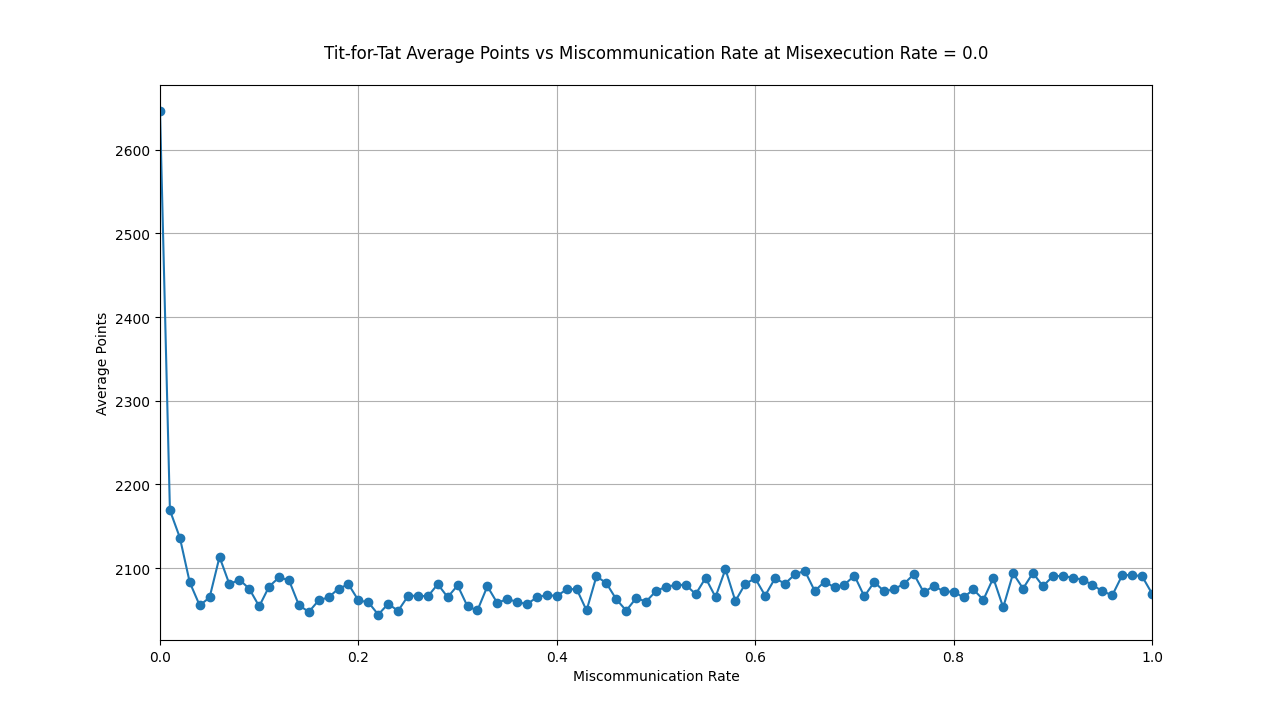 Tit-for-Tat Average Points vs Miscommunication Rate at Misexecution Rate = 0.0
2600
2500
2400
2300
2200
2100
Average Points
0.0 0.2 0.4 0.6 0.8 1.0
Miscommunication Rate